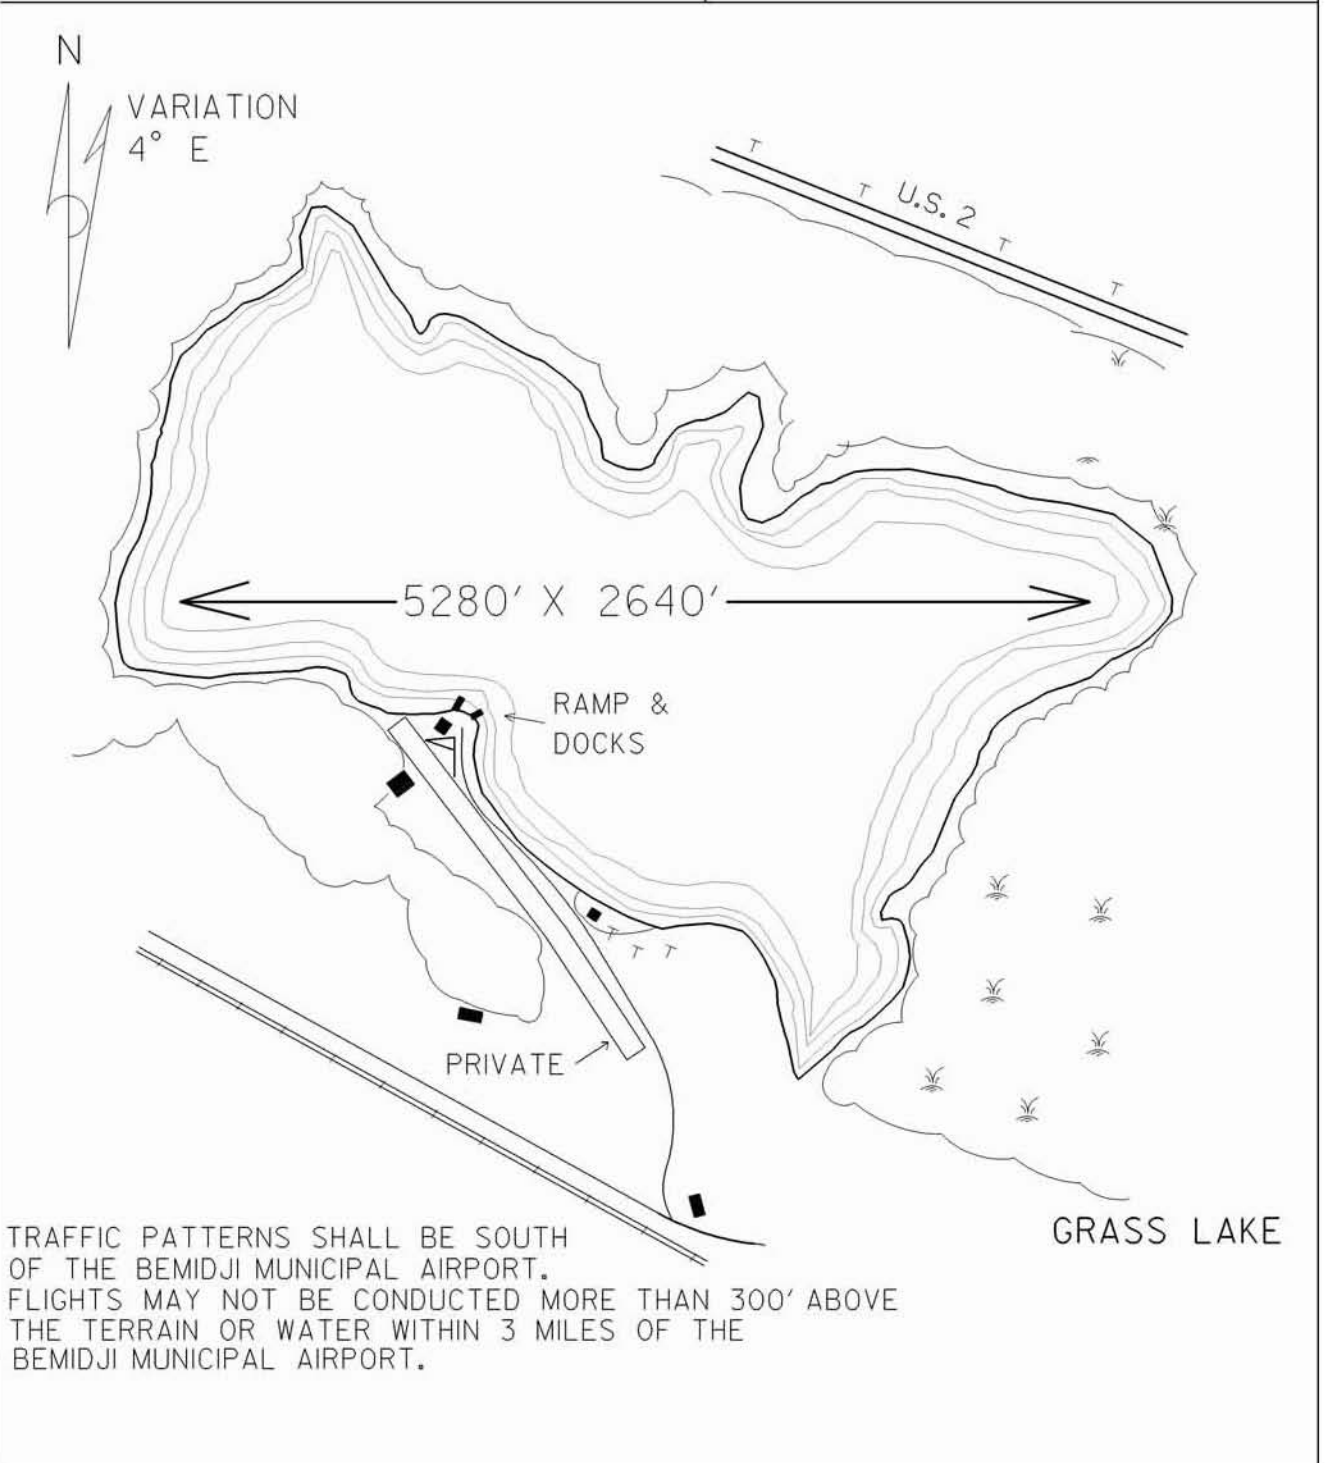 N
VARIATION
4° E
T
T
U.S. 2
T
T
5280' X 2640'
RAMP &
DOCKS
T
T
T
PRIVATE
GRASS LAKE
TRAFFIC PATTERNS SHALL BE SOUTH
OF THE BEMIDJI MUNICIPAL AIRPORT.
FLIGHTS MAY NOT BE CONDUCTED MORE THAN 300' ABOVE
THE TERRAIN OR WATER WITHIN 3 MILES OF THE
BEMIDJI MUNICIPAL AIRPORT.